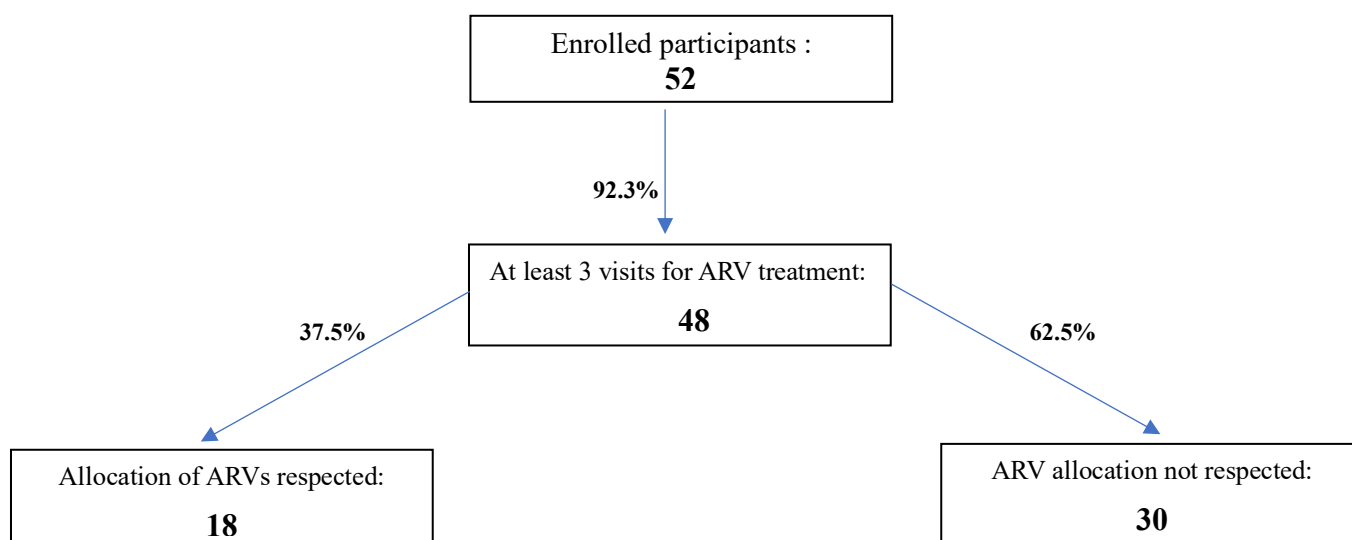 Enrolled participants :
52
92.3%
At least 3 visits for ARV treatment:
48
37.5%
62.5%
Allocation of ARVs respected:
18
ARV allocation not respected:
30